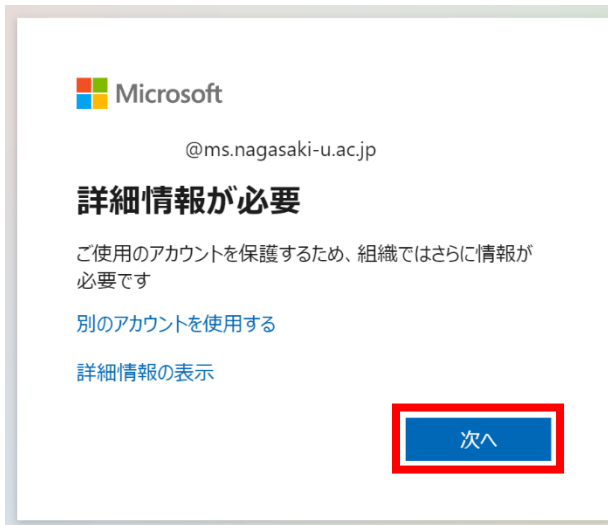 Microsoft
@ms.nagasaki-u.ac.jp
詳細情報が必要
ご使用のアカウントを保護するため、組織ではさらに情報が
必要です
別のアカウントを使用する
詳細情報の表示
次へ